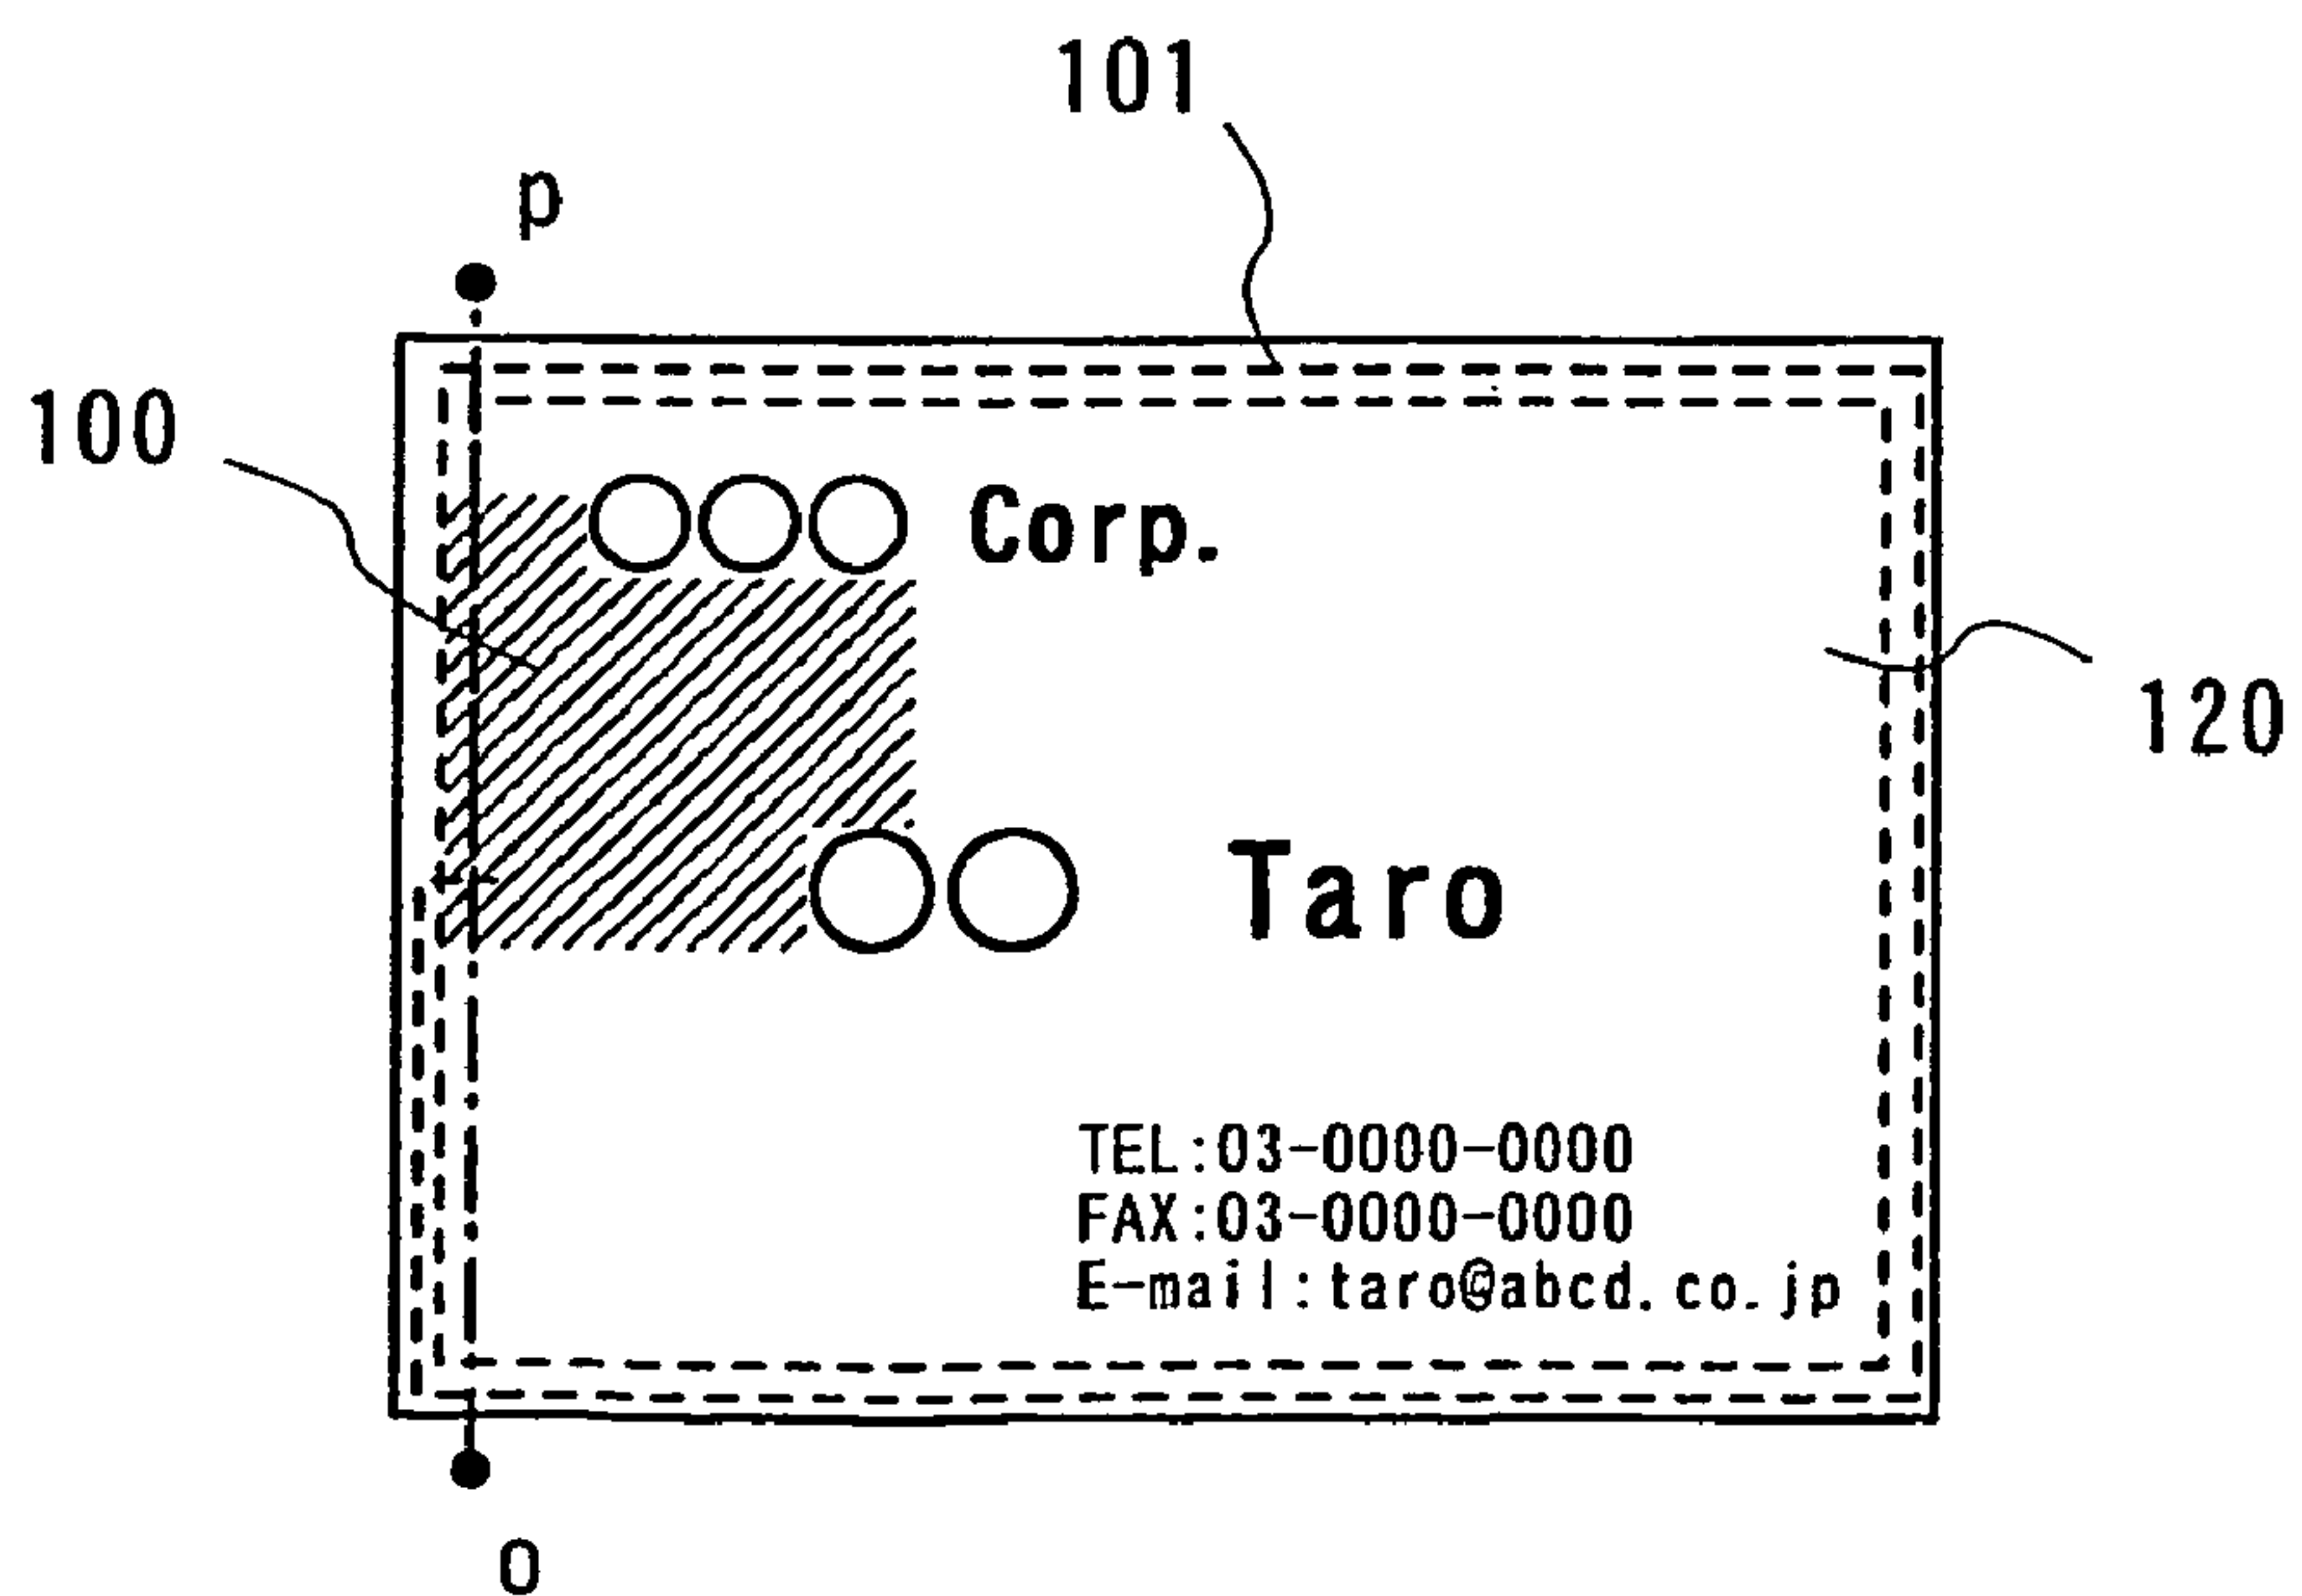 101
p
100
○○○ Corp.
120
○○ Taro
TEL:03-0000-0000
FAX:03-0000-0000
E-mail:taro@abcd.co.jp
o